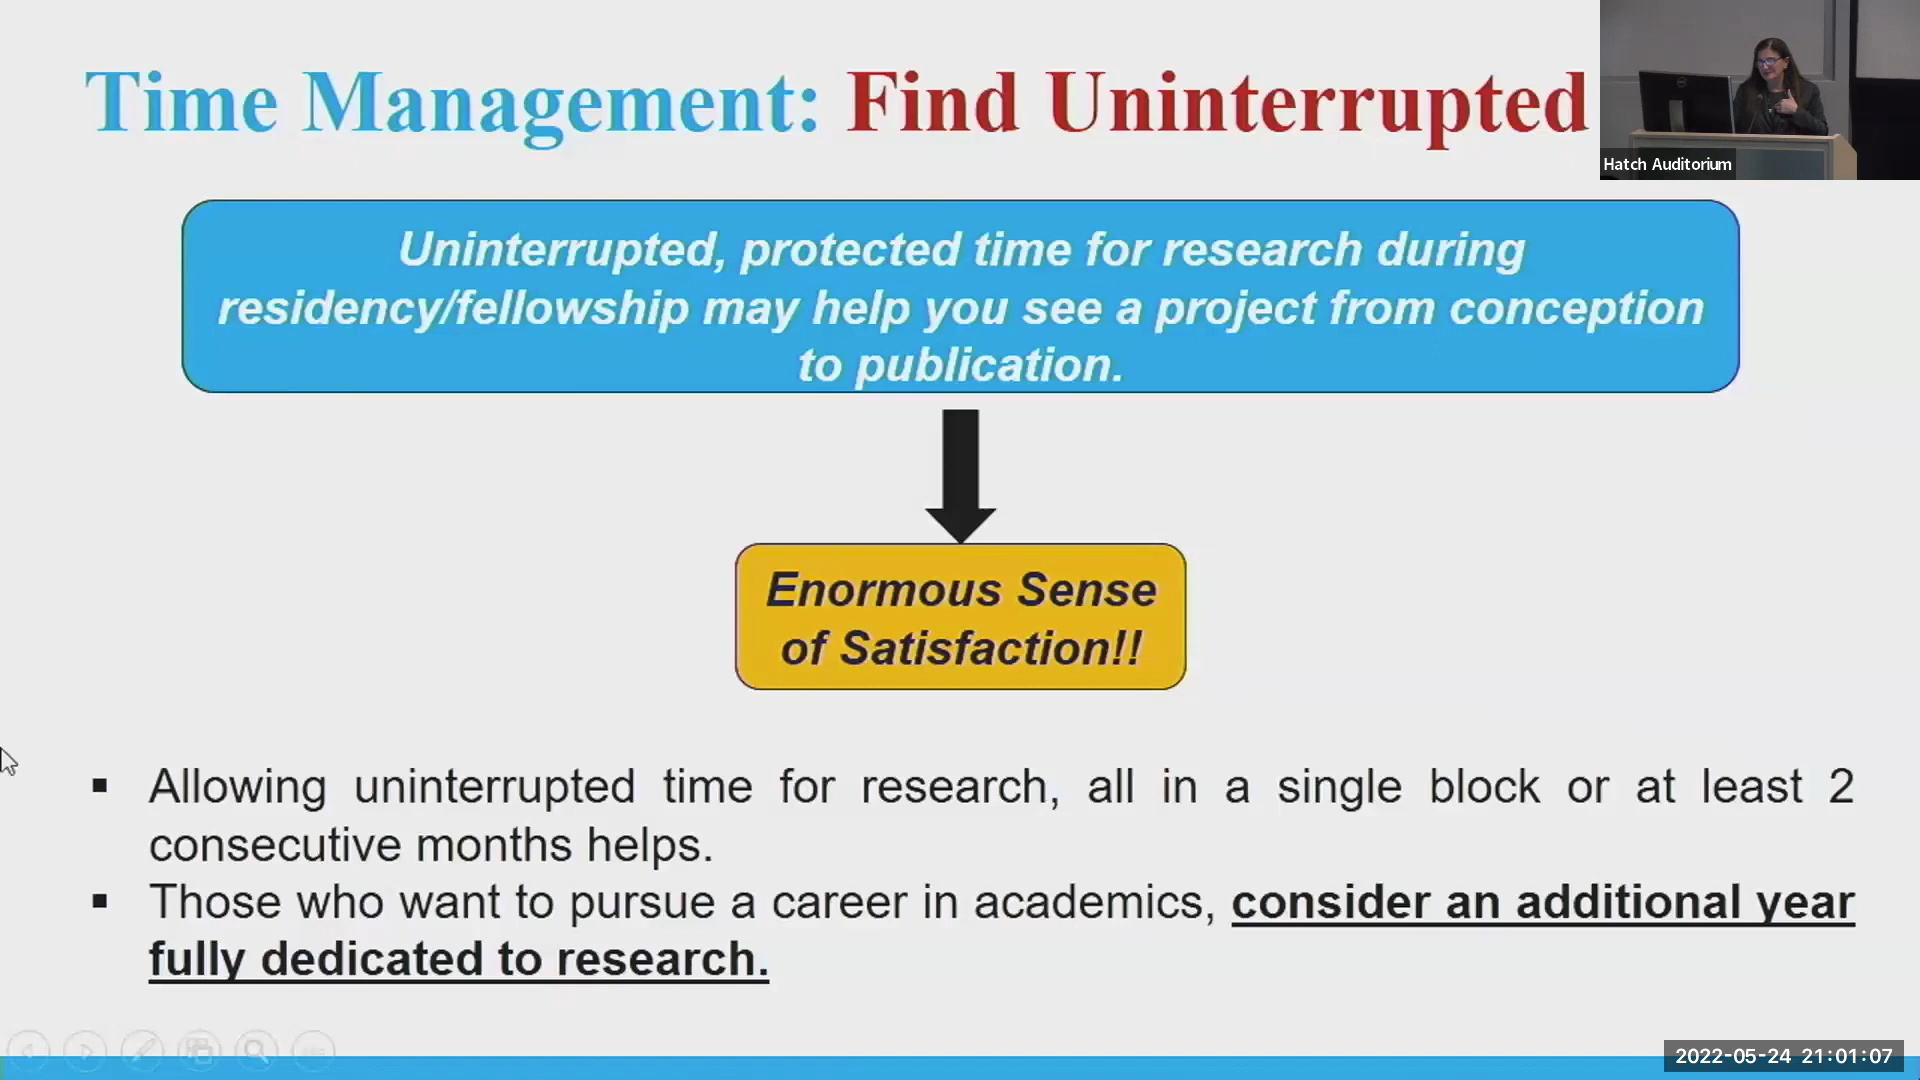 Time Management: Find Uninterrupted
Hatch Auditorium
Uninterrupted, protected time for research during
residency/fellowship may help you see a project from conception
to publication.
Enormous Sense
of Satisfaction!!
▪ Allowing uninterrupted time for research, all in a single block or at least 2
consecutive months helps.
▪ Those who want to pursue a career in academics, consider an additional year
fully dedicated to research.
2022-05-24 21:01:07